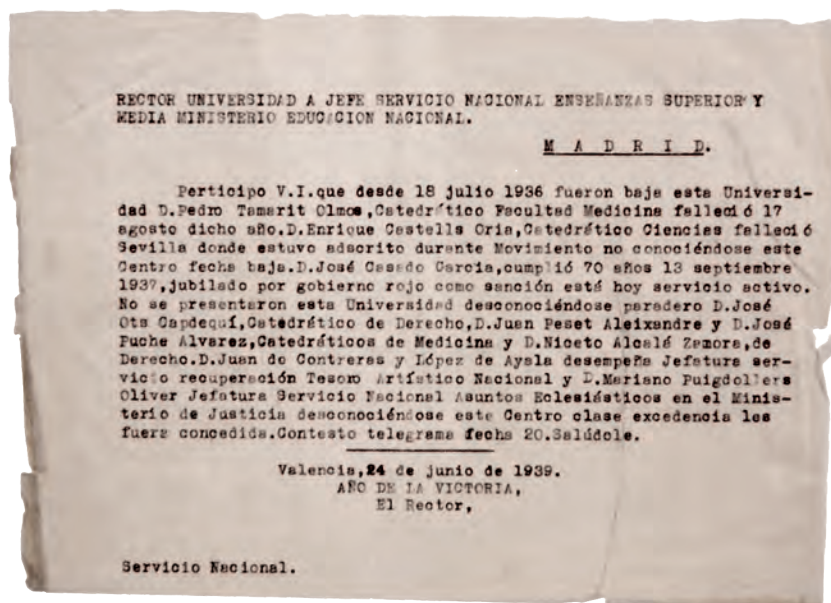 RECTOR UNIVERSIDAD A JEFE SERVICIO NACIONAL ENSEÑANZAS SUPERIOR Y
MEDIA MINISTERIO EDUCACION NACIONAL.
M A D R I D.
Perticipo V.I.que desde 18 julio 1936 fueron baja esta Universi-
dad D.Pedro Tamarit Olmos,Catedrático Facultad Medicina falleció 17
agosto dicho año.D.Enrique Castells Oria,Catedrático Ciencias falleció
Sevilla donde estuvo adscrito durante Movimiento no conociéndose este
Centro fecha baja.D.José Casado Garcia,cumplió 70 años 13 septiembre
1937,jubilado por gobierno rojo como sanción está hoy servicio activo.
No se presentaron esta Universidad desconociéndose paradero D.José
Ots Capdequí,Catedrático de Derecho,D.Juan Peset Aleixandre y D.José
Puche Alvarez,Catedráticos de Medicina y D.Niceto Alcalá Zamora,de
Derecho.D.Juan de Contreras y López de Ayala desempeña Jefatura ser-
vicio recuperación Tesoro Artístico Nacional y D.Mariano Puigdollers
Oliver Jefatura Servicio Nacional Asuntos Eclesiásticos en el Minis-
terio de Justicia desconociéndose este Centro clase excedencia les
fuera concedida.Contesto telegrama fecha 20.Salúdole.
Valencia,24 de junio de 1939.
AÑO DE LA VICTORIA,
El Rector,
Servicio Nacional.